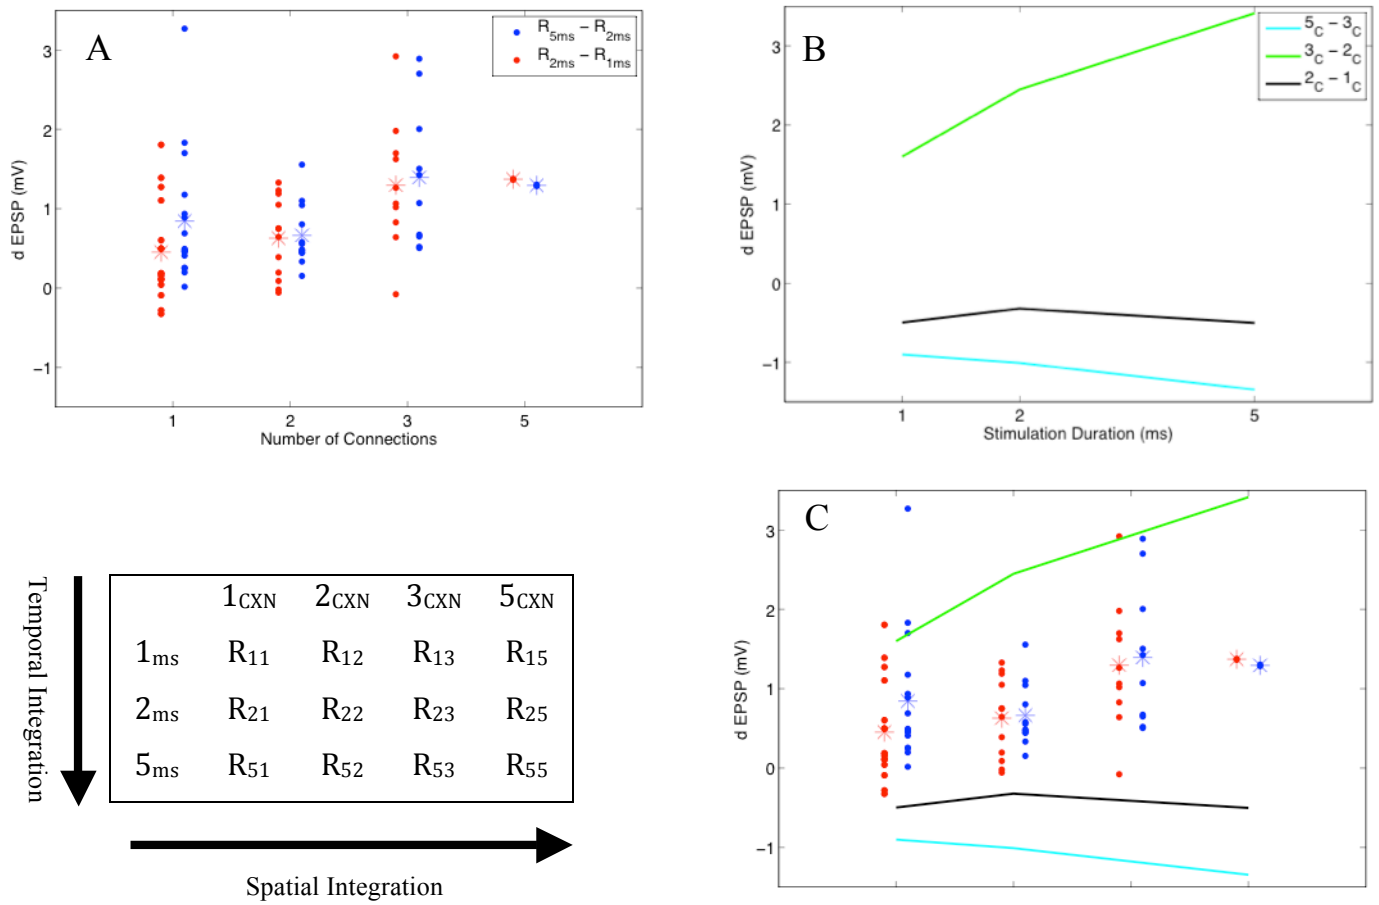 A
R5ms − R2ms
R2ms − R1ms
3
2
1
0
−1
d EPSP (mV)
1 2 3 5
Number of Connections
B
5C − 3C
3C − 2C
2C − 1C
3
2
1
0
−1
d EPSP (mV)
1 2 5
Stimulation Duration (ms)
Temporal Integration
1CXN 2CXN 3CXN 5CXN
1ms R11 R12 R13 R15
2ms R21 R22 R23 R25
5ms R51 R52 R53 R55
Spatial Integration
C
3
2
1
0
−1
d EPSP (mV)